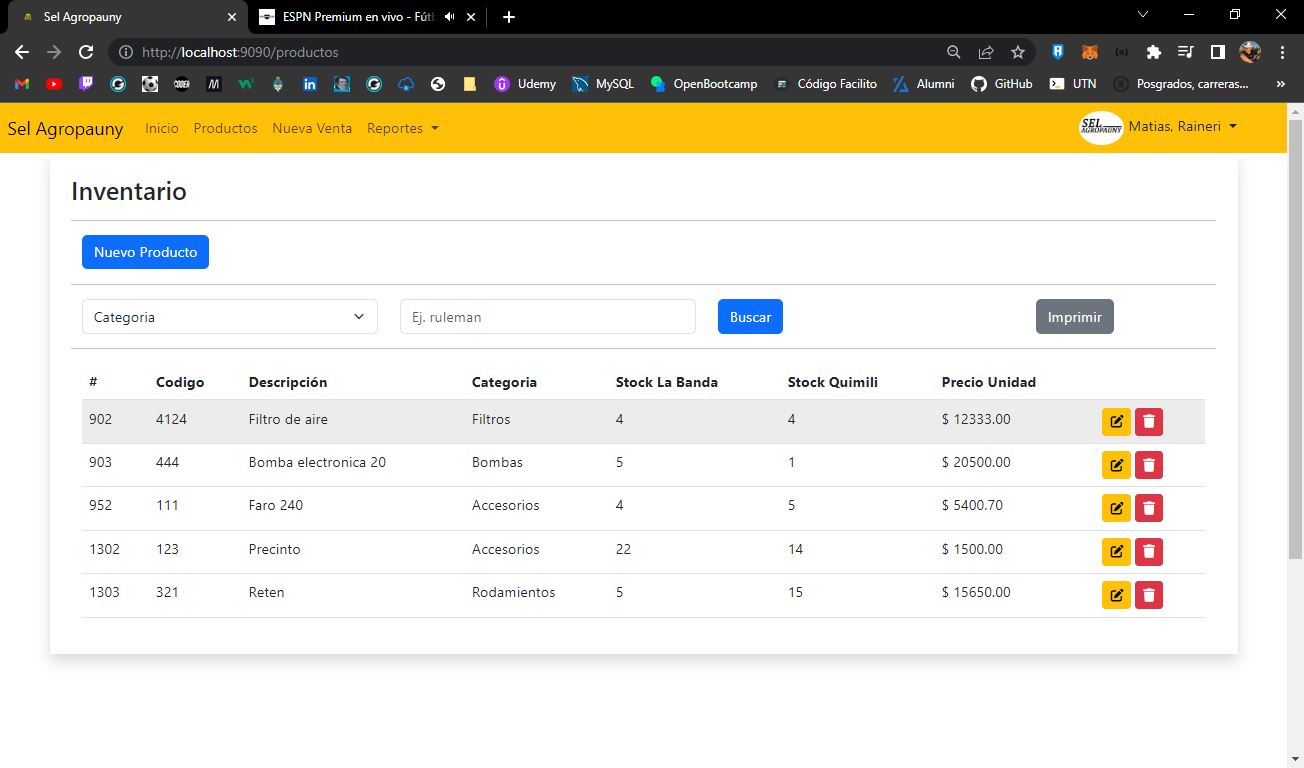 Sel Agropauny
ESPN Premium en vivo - Fútb
http://localhost:9090/productos
Udemy MySQL OpenBootcamp Código Facilito Alumni GitHub UTN Posgrados, carreras... »
Sel Agropauny Inicio Productos Nueva Venta Reportes SEL AGROPAUNY Matias, Raineri
Inventario
Nuevo Producto
Categoria Ej. ruleman Buscar Imprimir
# Codigo Descripción Categoria Stock La Banda Stock Quimili Precio Unidad
902 4124 Filtro de aire Filtros 4 4 $ 12333.00
903 444 Bomba electronica 20 Bombas 5 1 $ 20500.00
952 111 Faro 240 Accesorios 4 5 $ 5400.70
1302 123 Precinto Accesorios 22 14 $ 1500.00
1303 321 Reten Rodamientos 5 15 $ 15650.00